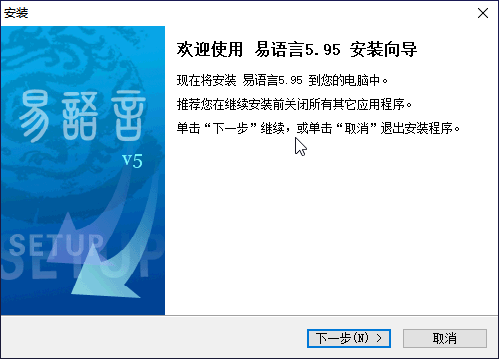 安装
欢迎使用 易语言5.95 安装向导
现在将安装 易语言5.95 到您的电脑中。
推荐您在继续安装前关闭所有其它应用程序。
单击“下一步”继续，或单击“取消”退出安装程序。
易語言
v5
SETUP
SETUP
下一步(N) >
取消